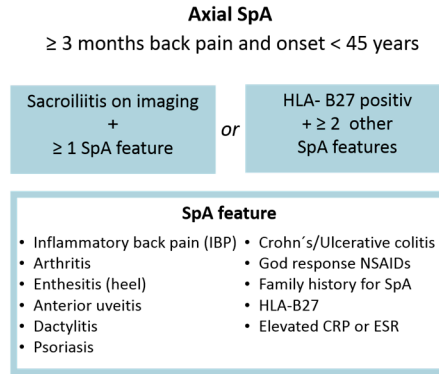 Axial SpA
≥ 3 months back pain and onset < 45 years
Sacroiliitis on imaging
+
≥ 1 SpA feature
or
HLA- B27 positiv
+ ≥ 2 other
SpA features
SpA feature
• Inflammatory back pain (IBP)
• Arthritis
• Enthesitis (heel)
• Anterior uveitis
• Dactylitis
• Psoriasis
• Crohn´s/Ulcerative colitis
• God response NSAIDs
• Family history for SpA
• HLA-B27
• Elevated CRP or ESR